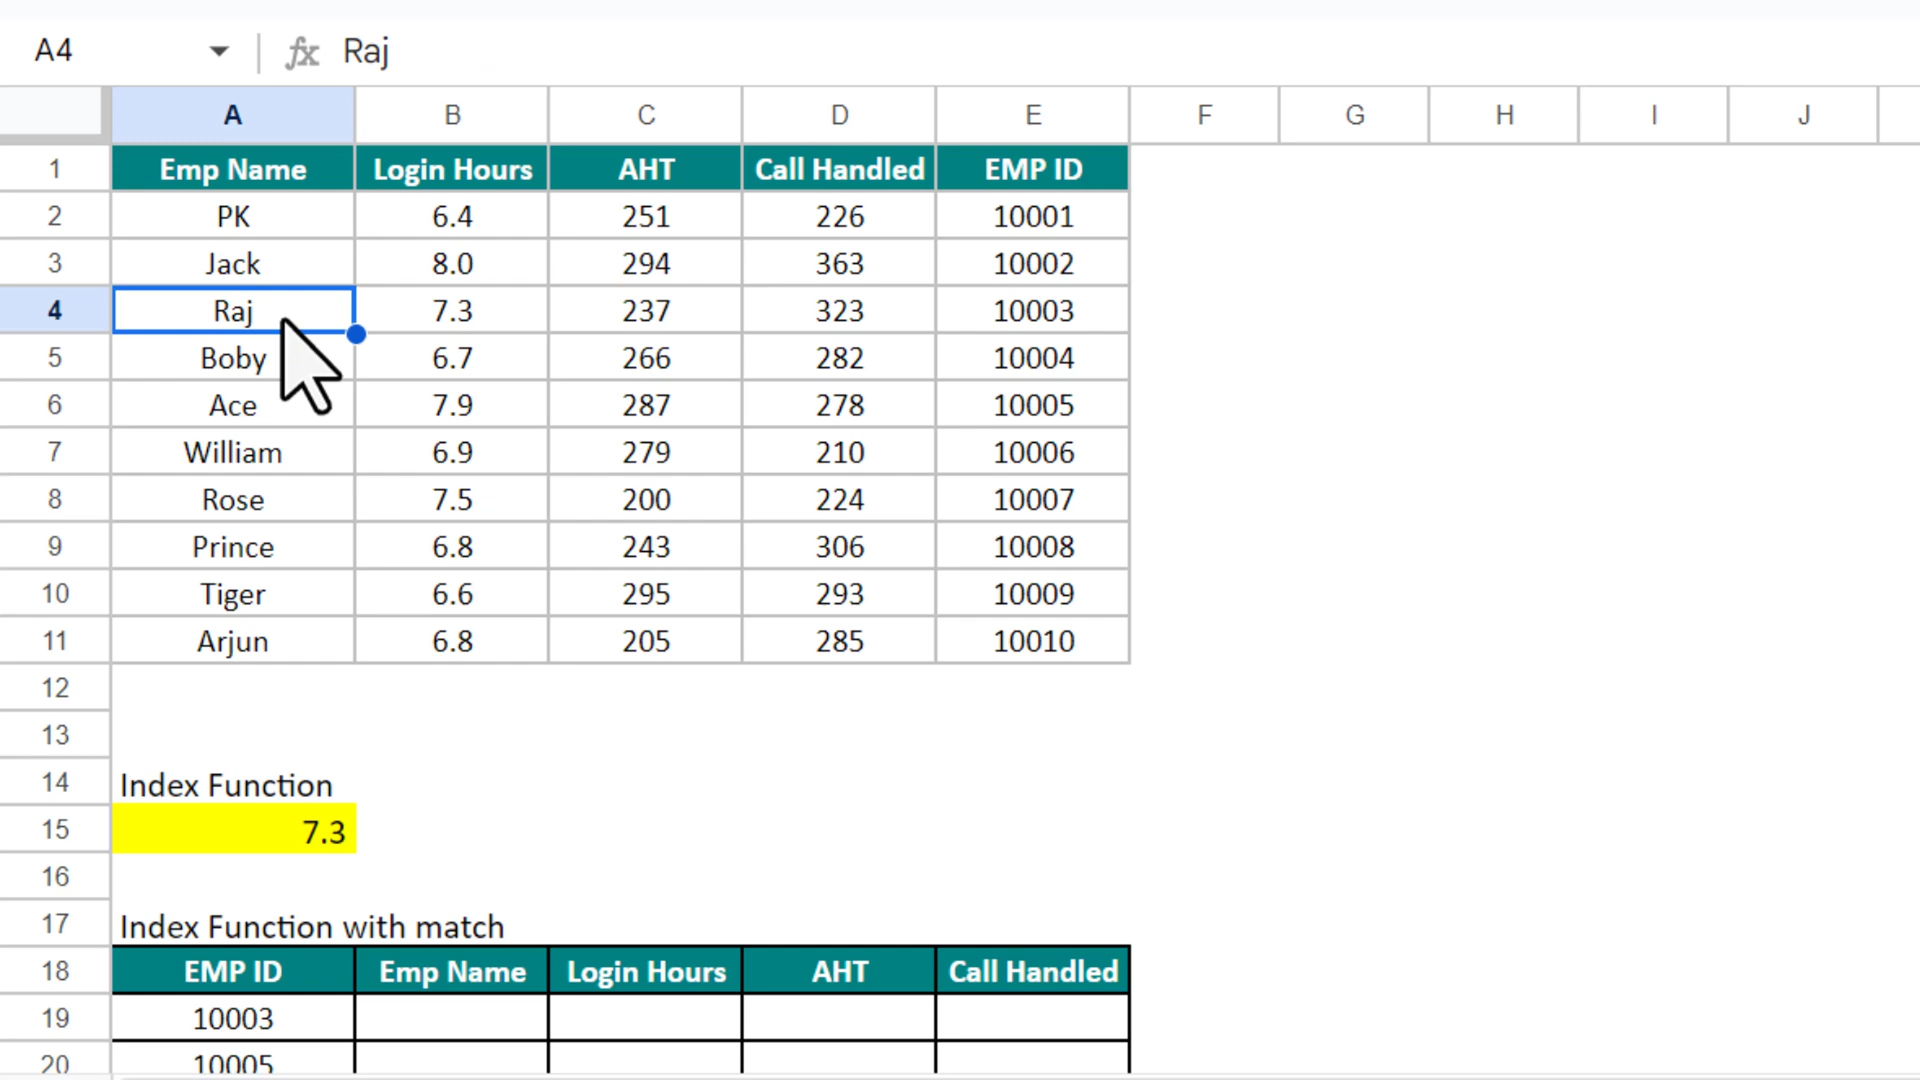 A4 fx Raj
A B C D E F G H I J
1 Emp Name Login Hours AHT Call Handled EMP ID
2 PK 6.4 251 226 10001
3 Jack 8.0 294 363 10002
4 Raj 7.3 237 323 10003
5 Boby 6.7 266 282 10004
6 Ace 7.9 287 278 10005
7 William 6.9 279 210 10006
8 Rose 7.5 200 224 10007
9 Prince 6.8 243 306 10008
10 Tiger 6.6 295 293 10009
11 Arjun 6.8 205 285 10010
12
13
14 Index Function
15 7.3
16
17 Index Function with match
18 EMP ID Emp Name Login Hours AHT Call Handled
19 10003
20 10005